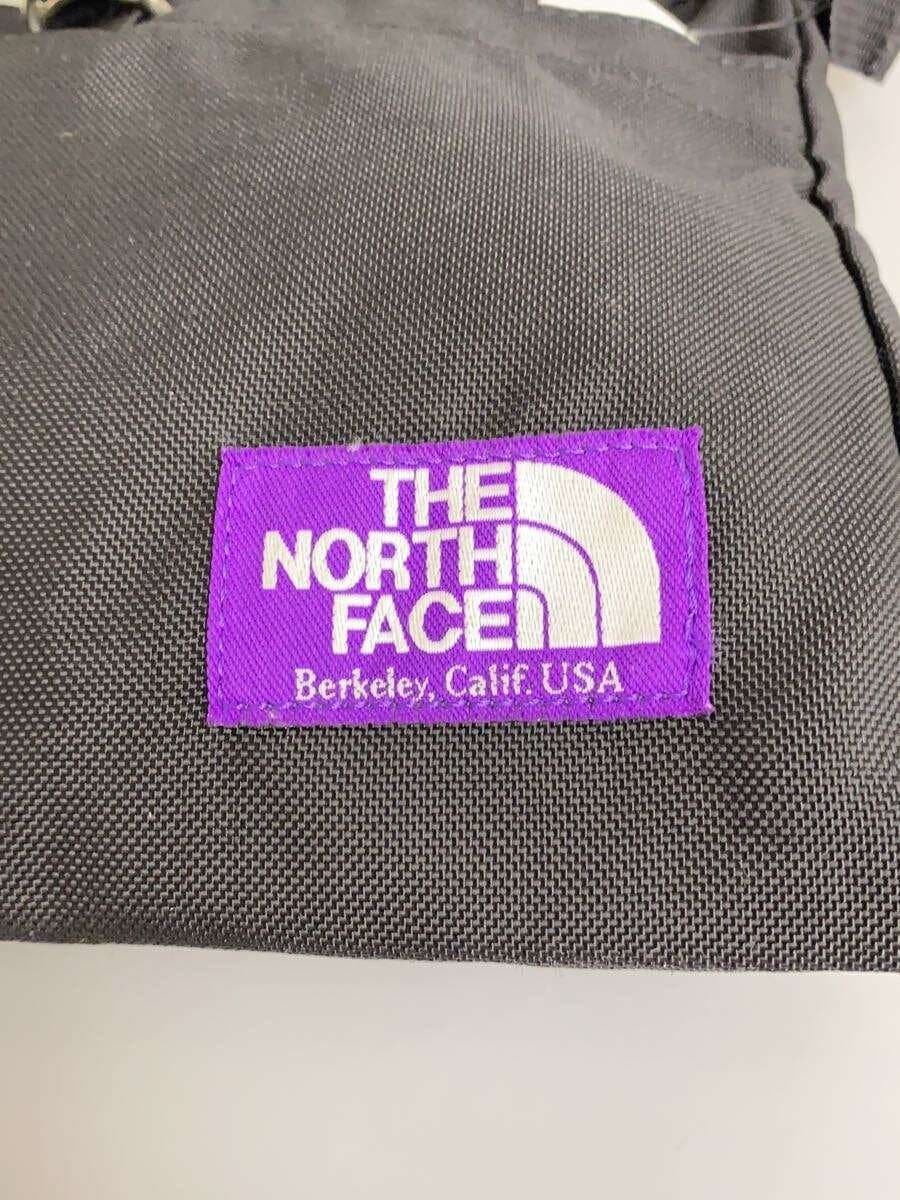 THE
NORTH
FACE
Berkeley, Calif. USA